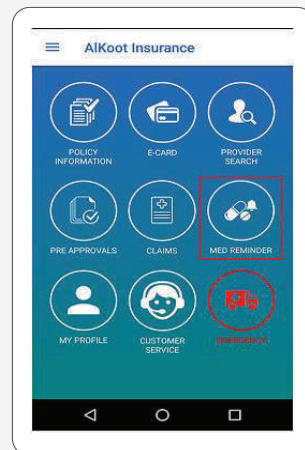 AlKoot Insurance
POLICY
INFORMATION
E-CARD
PROVIDER
SEARCH
PRE APPROVALS
CLAIMS
MED REMINDER
MY PROFILE
CUSTOMER
SERVICE
EMERGENCY